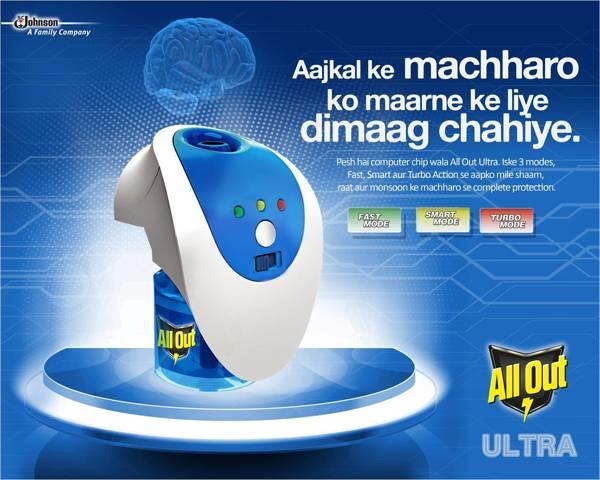 SC Johnson
A Family Company
Aajkal ke machharo
ko maarne ke liye
dimaag chahiye.
Pesh hai computer chip wala All Out Ultra. Iske 3 modes,
Fast, Smart aur Turbo Action se aapko mile shaam,
raat aur monsoon ke machharo se complete protection.
FAST MODE
SMART MODE
TURBO MODE
All Out
All Out
ULTRA